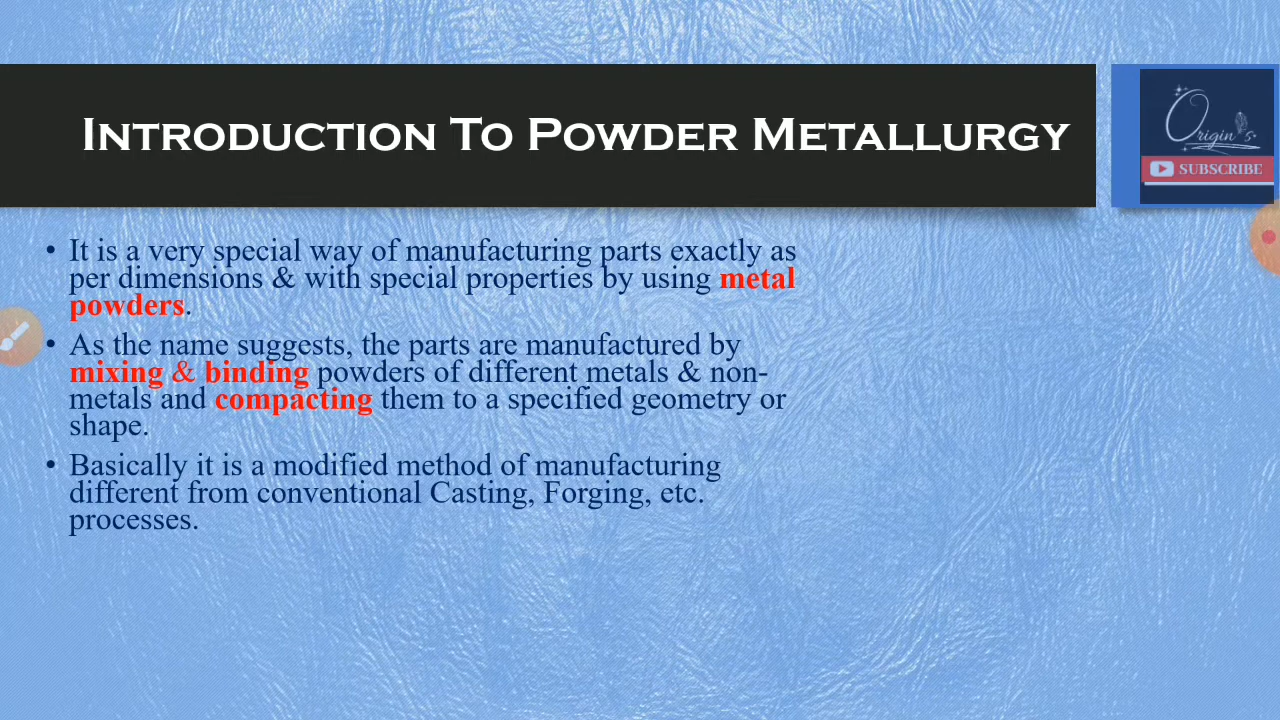 INTRODUCTION TO POWDER METALLURGY
Origin's
SUBSCRIBE
• It is a very special way of manufacturing parts exactly as
per dimensions & with special properties by using metal
powders.
• As the name suggests, the parts are manufactured by
mixing & binding powders of different metals & non-
metals and compacting them to a specified geometry or
shape.
• Basically it is a modified method of manufacturing
different from conventional Casting, Forging, etc.
processes.